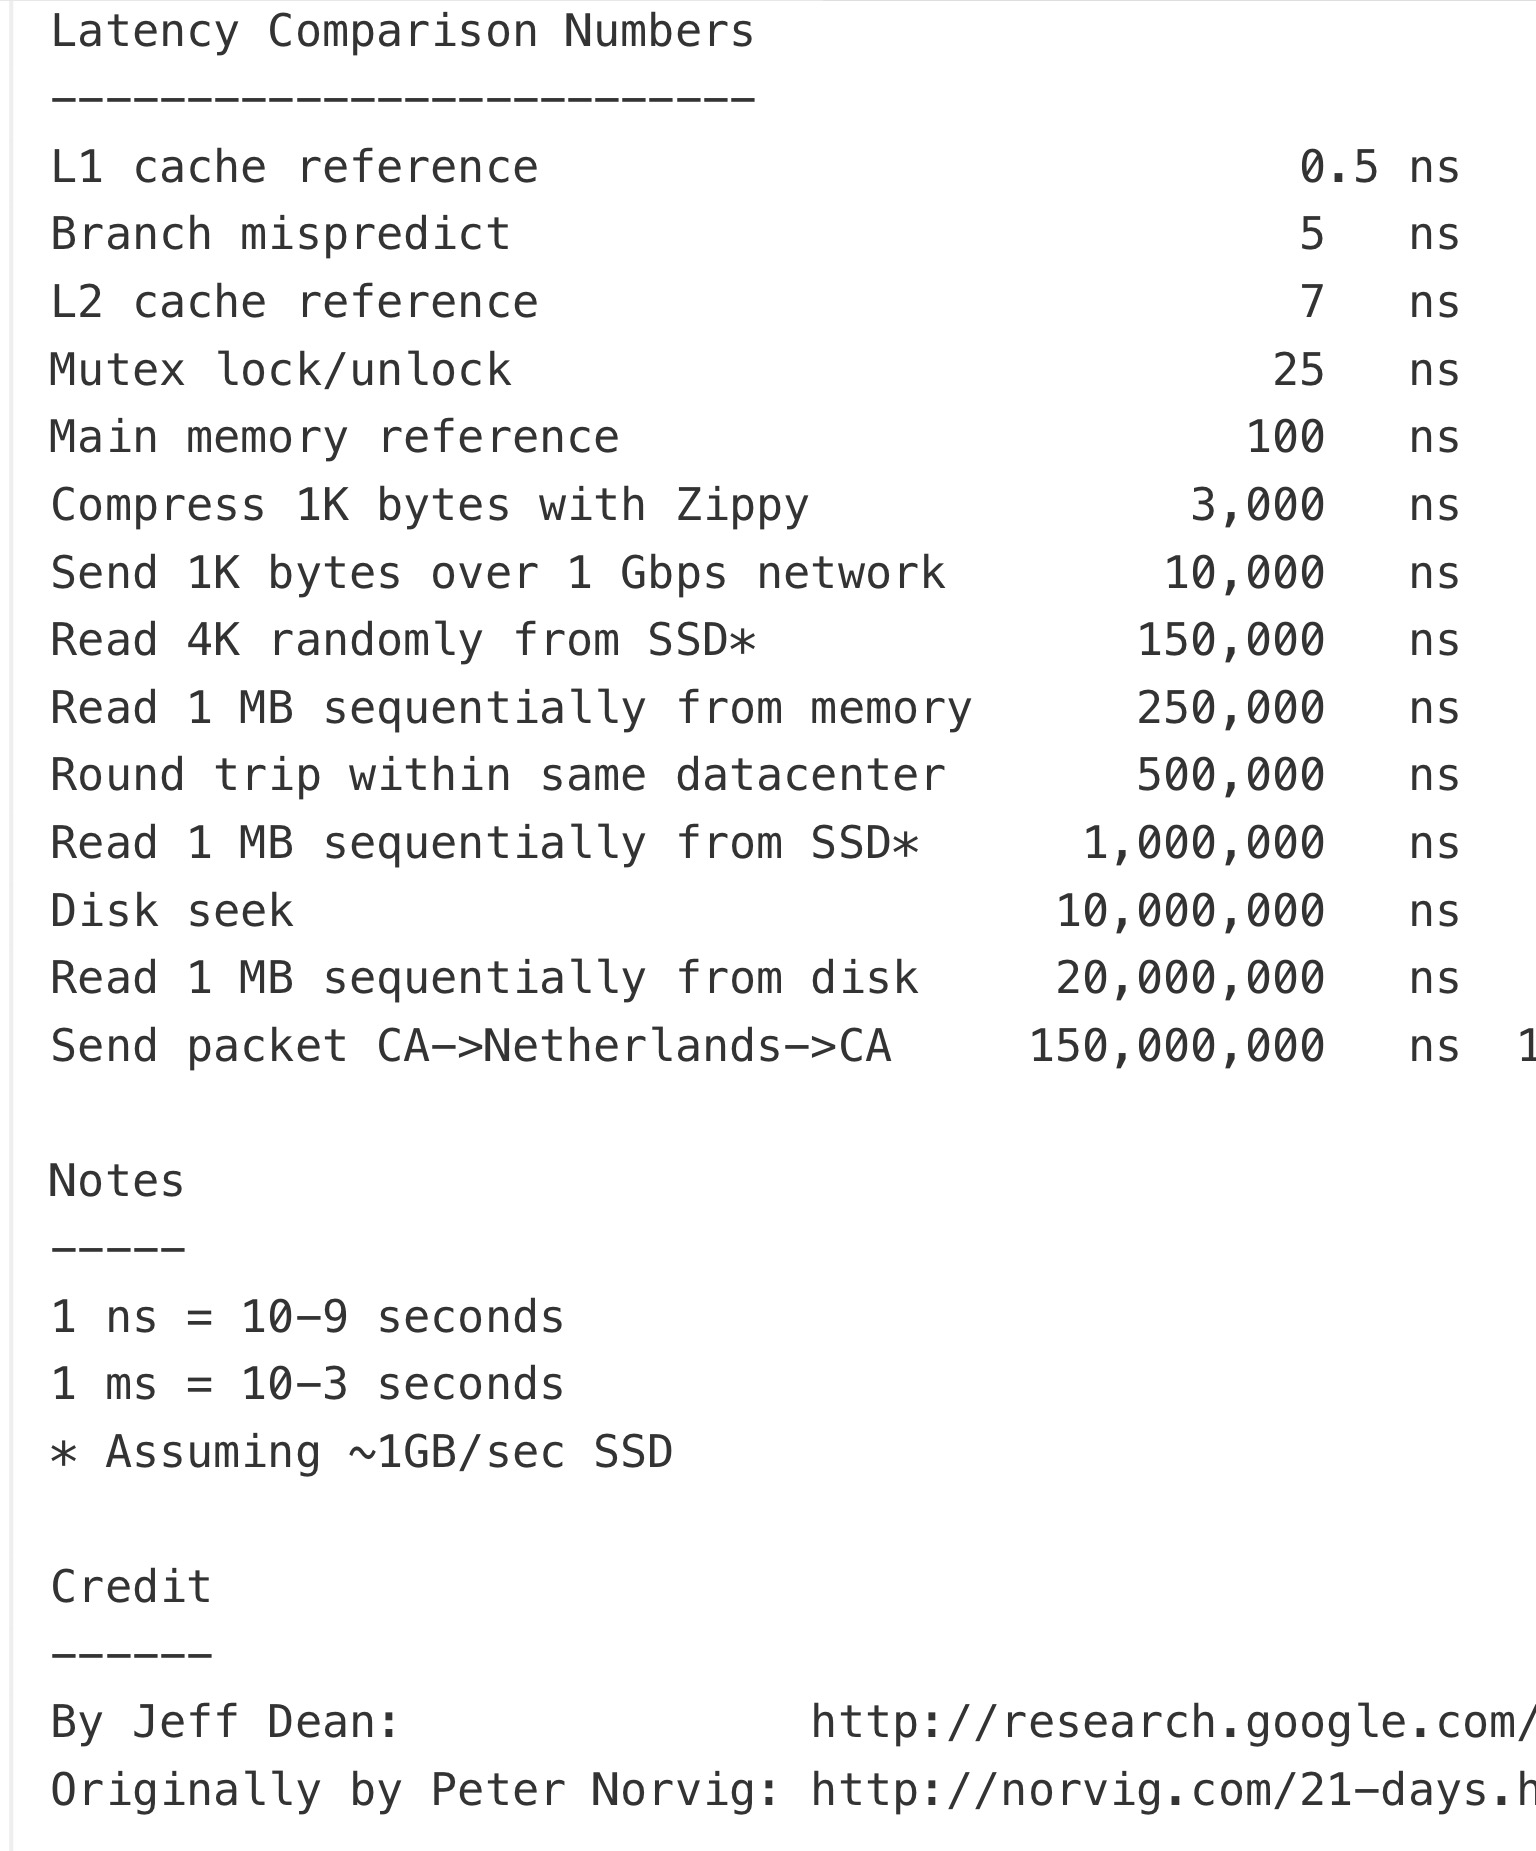 Latency Comparison Numbers
--------------------------
L1 cache reference 0.5 ns
Branch mispredict 5 ns
L2 cache reference 7 ns
Mutex lock/unlock 25 ns
Main memory reference 100 ns
Compress 1K bytes with Zippy 3,000 ns
Send 1K bytes over 1 Gbps network 10,000 ns
Read 4K randomly from SSD* 150,000 ns
Read 1 MB sequentially from memory 250,000 ns
Round trip within same datacenter 500,000 ns
Read 1 MB sequentially from SSD* 1,000,000 ns
Disk seek 10,000,000 ns
Read 1 MB sequentially from disk 20,000,000 ns
Send packet CA->Netherlands->CA 150,000,000 ns 1
Notes
-----
1 ns = 10-9 seconds
1 ms = 10-3 seconds
* Assuming ~1GB/sec SSD
Credit
------
By Jeff Dean: http://research.google.com/
Originally by Peter Norvig: http://norvig.com/21-days.h